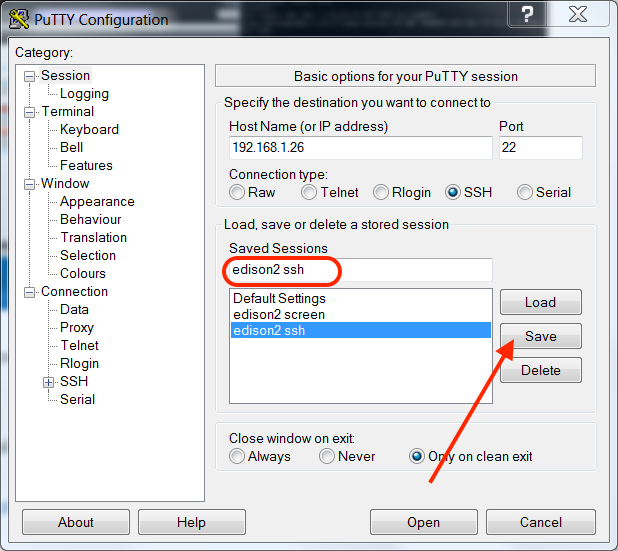 PuTTY Configuration
?
Category:
Session
Logging
Terminal
Keyboard
Bell
Features
Window
Appearance
Behaviour
Translation
Selection
Colours
Connection
Data
Proxy
Telnet
Rlogin
SSH
Serial
Basic options for your PuTTY session
Specify the destination you want to connect to
Host Name (or IP address) Port
192.168.1.26 22
Connection type:
Raw Telnet Rlogin SSH Serial
Load, save or delete a stored session
Saved Sessions
edison2 ssh
Default Settings
edison2 screen
edison2 ssh
Load
Save
Delete
Close window on exit:
Always Never Only on clean exit
About Help Open Cancel